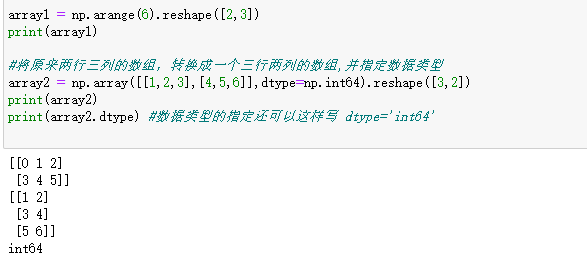 array1 = np.arange(6).reshape([2,3])
print(array1)
#将原来两行三列的数组，转换成一个三行两列的数组,并指定数据类型
array2 = np.array([[1,2,3],[4,5,6]],dtype=np.int64).reshape([3,2])
print(array2)
print(array2.dtype) #数据类型的指定还可以这样写 dtype='int64'
[[0 1 2]
 [3 4 5]]
[[1 2]
 [3 4]
 [5 6]]
int64